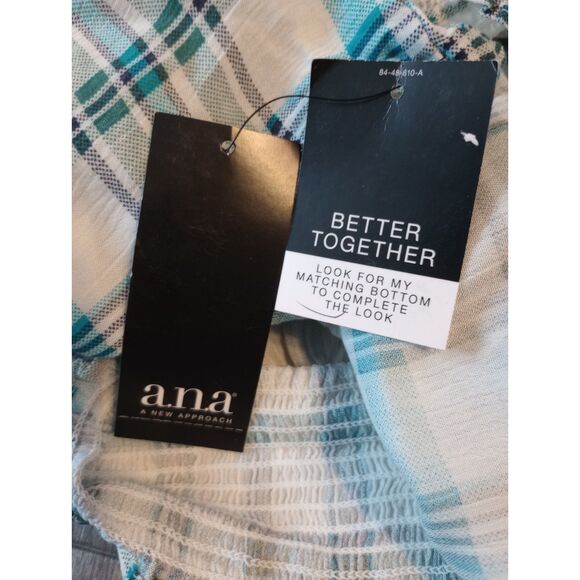 84-48-610-A
BETTER
TOGETHER
LOOK FOR MY
MATCHING BOTTOM
TO COMPLETE
THE LOOK
a.n.a®
A NEW APPROACH